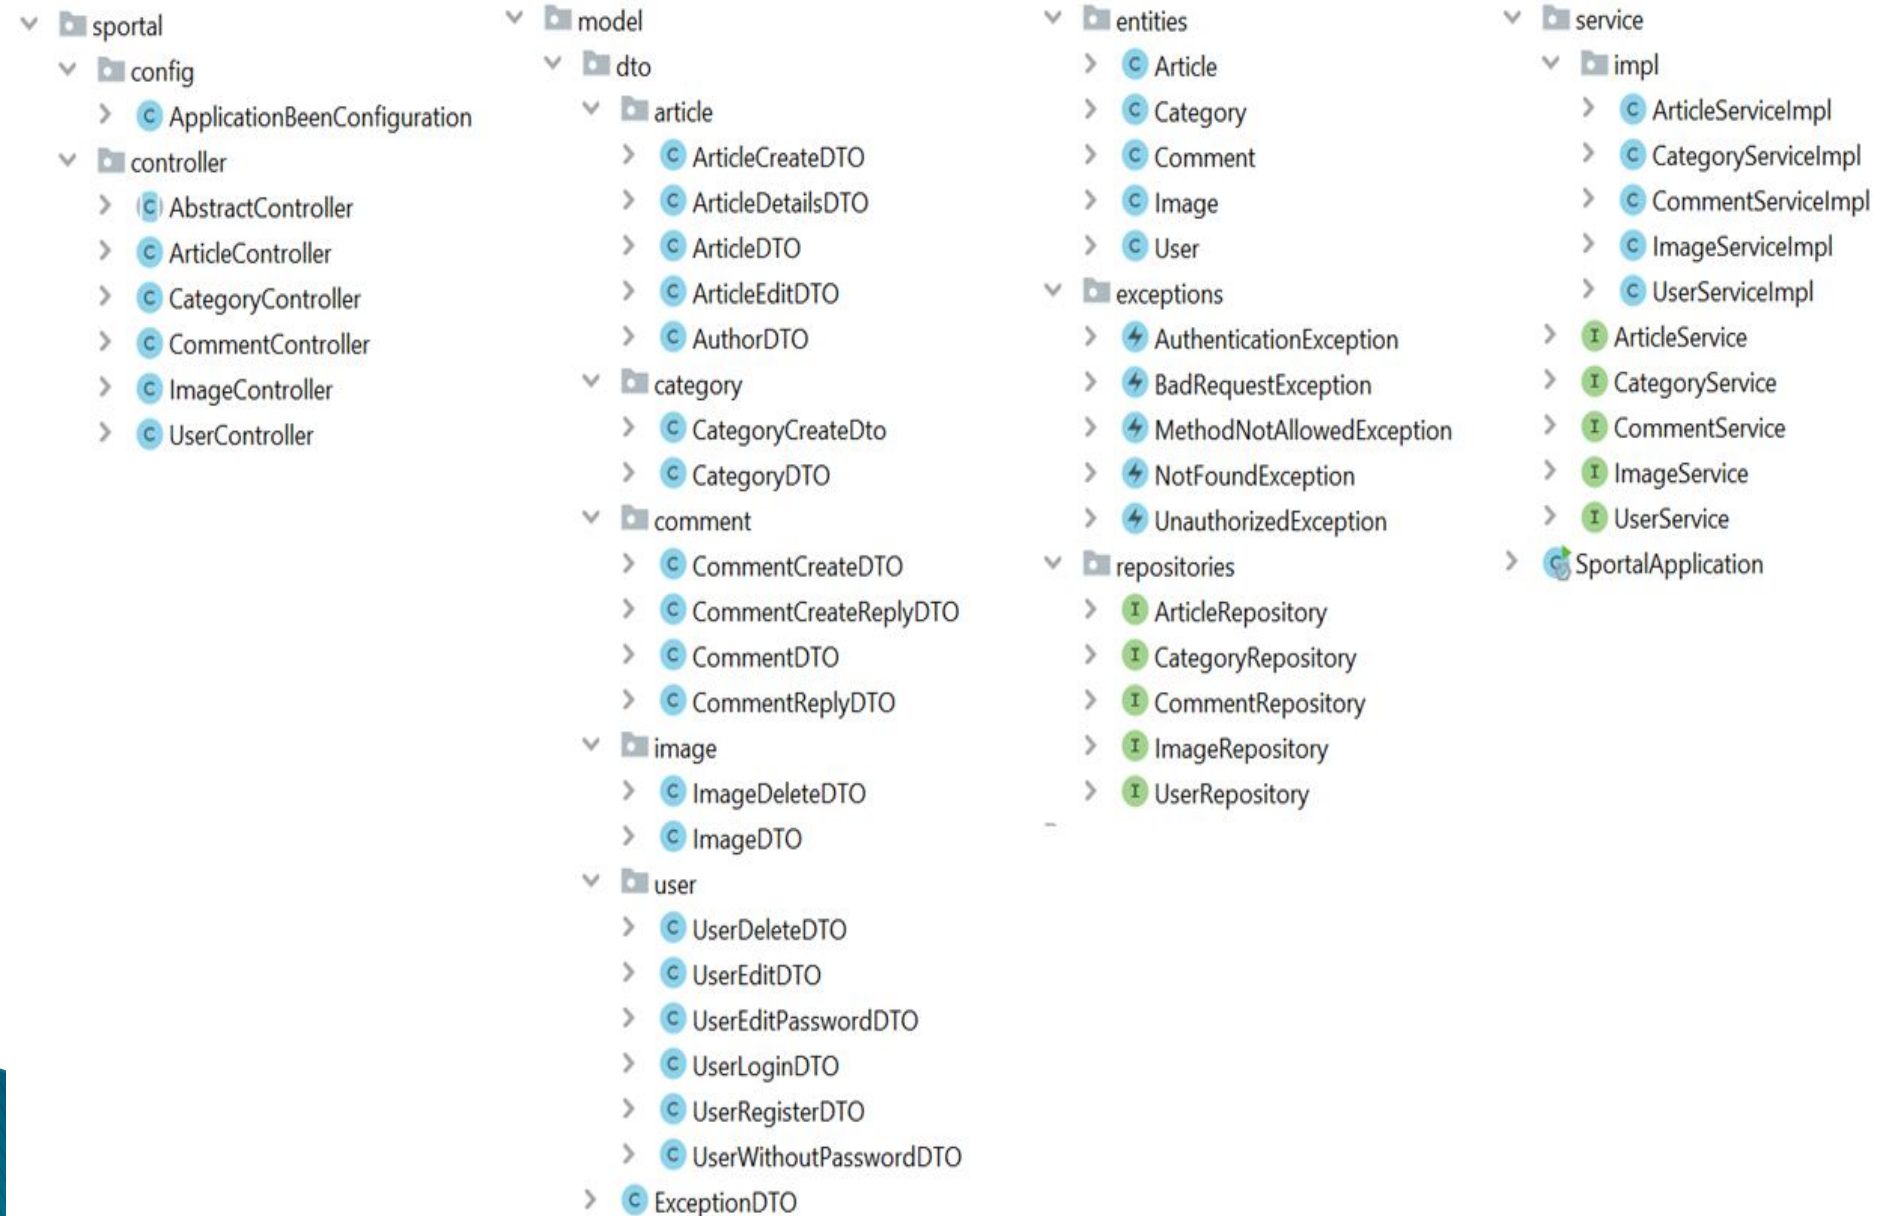 sportal
config
ApplicationBeenConfiguration
controller
AbstractController
ArticleController
CategoryController
CommentController
ImageController
UserController
model
dto
article
ArticleCreateDTO
ArticleDetailsDTO
ArticleDTO
ArticleEditDTO
AuthorDTO
category
CategoryCreateDto
CategoryDTO
comment
CommentCreateDTO
CommentCreateReplyDTO
CommentDTO
CommentReplyDTO
image
ImageDeleteDTO
ImageDTO
user
UserDeleteDTO
UserEditDTO
UserEditPasswordDTO
UserLoginDTO
UserRegisterDTO
UserWithoutPasswordDTO
ExceptionDTO
entities
Article
Category
Comment
Image
User
exceptions
AuthenticationException
BadRequestException
MethodNotAllowedException
NotFoundException
UnauthorizedException
repositories
ArticleRepository
CategoryRepository
CommentRepository
ImageRepository
UserRepository
service
impl
ArticleServiceImpl
CategoryServiceImpl
CommentServiceImpl
ImageServiceImpl
UserServiceImpl
ArticleService
CategoryService
CommentService
ImageService
UserService
SportalApplication